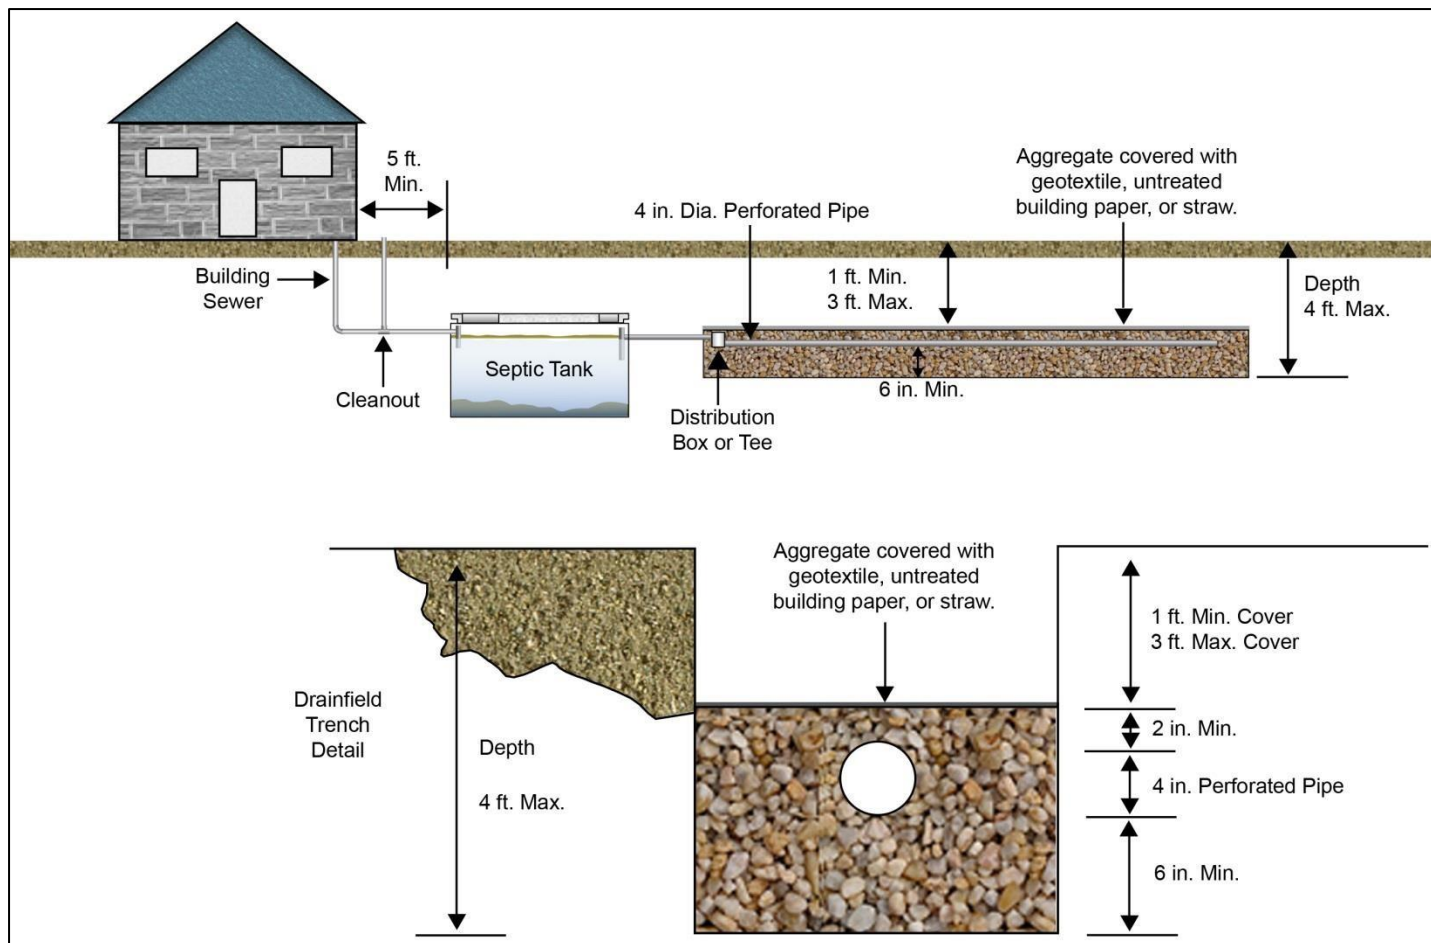 5 ft.
Min.
Aggregate covered with
geotextile, untreated
building paper, or straw.
4 in. Dia. Perforated Pipe
Building
Sewer
1 ft. Min.
3 ft. Max.
Depth
4 ft. Max.
Septic Tank
Cleanout
6 in. Min.
Distribution
Box or Tee
Aggregate covered with
geotextile, untreated
building paper, or straw.
1 ft. Min. Cover
3 ft. Max. Cover
Drainfield
Trench
Detail
Depth
4 ft. Max.
2 in. Min.
4 in. Perforated Pipe
6 in. Min.